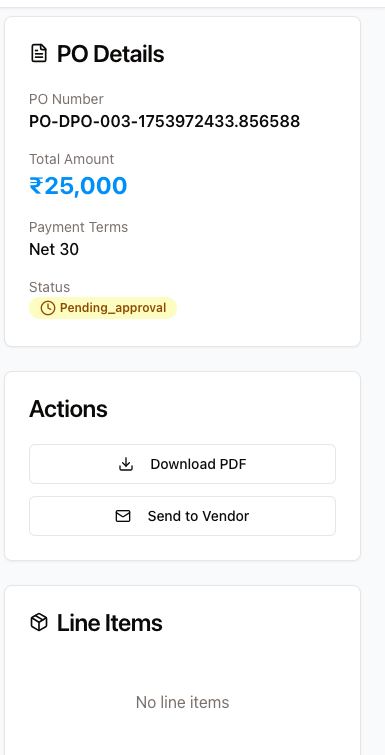 PO Details
PO Number
PO-DPO-003-1753972433.856588
Total Amount
₹25,000
Payment Terms
Net 30
Status
Pending_approval
Actions
Download PDF
Send to Vendor
Line Items
No line items